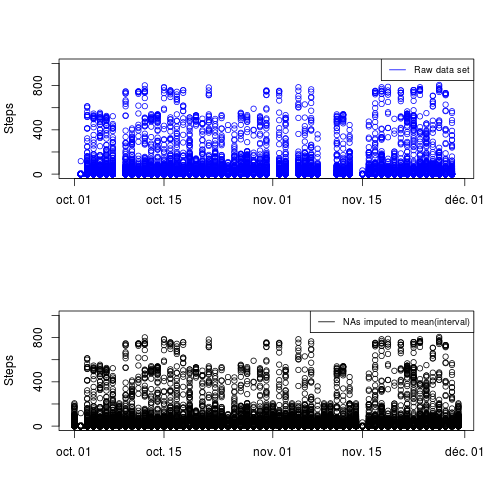 Raw data set
Steps
0
400
800
oct. 01
oct. 15
nov. 01
nov. 15
déc. 01
NAs imputed to mean(interval)
Steps
0
400
800
oct. 01
oct. 15
nov. 01
nov. 15
déc. 01